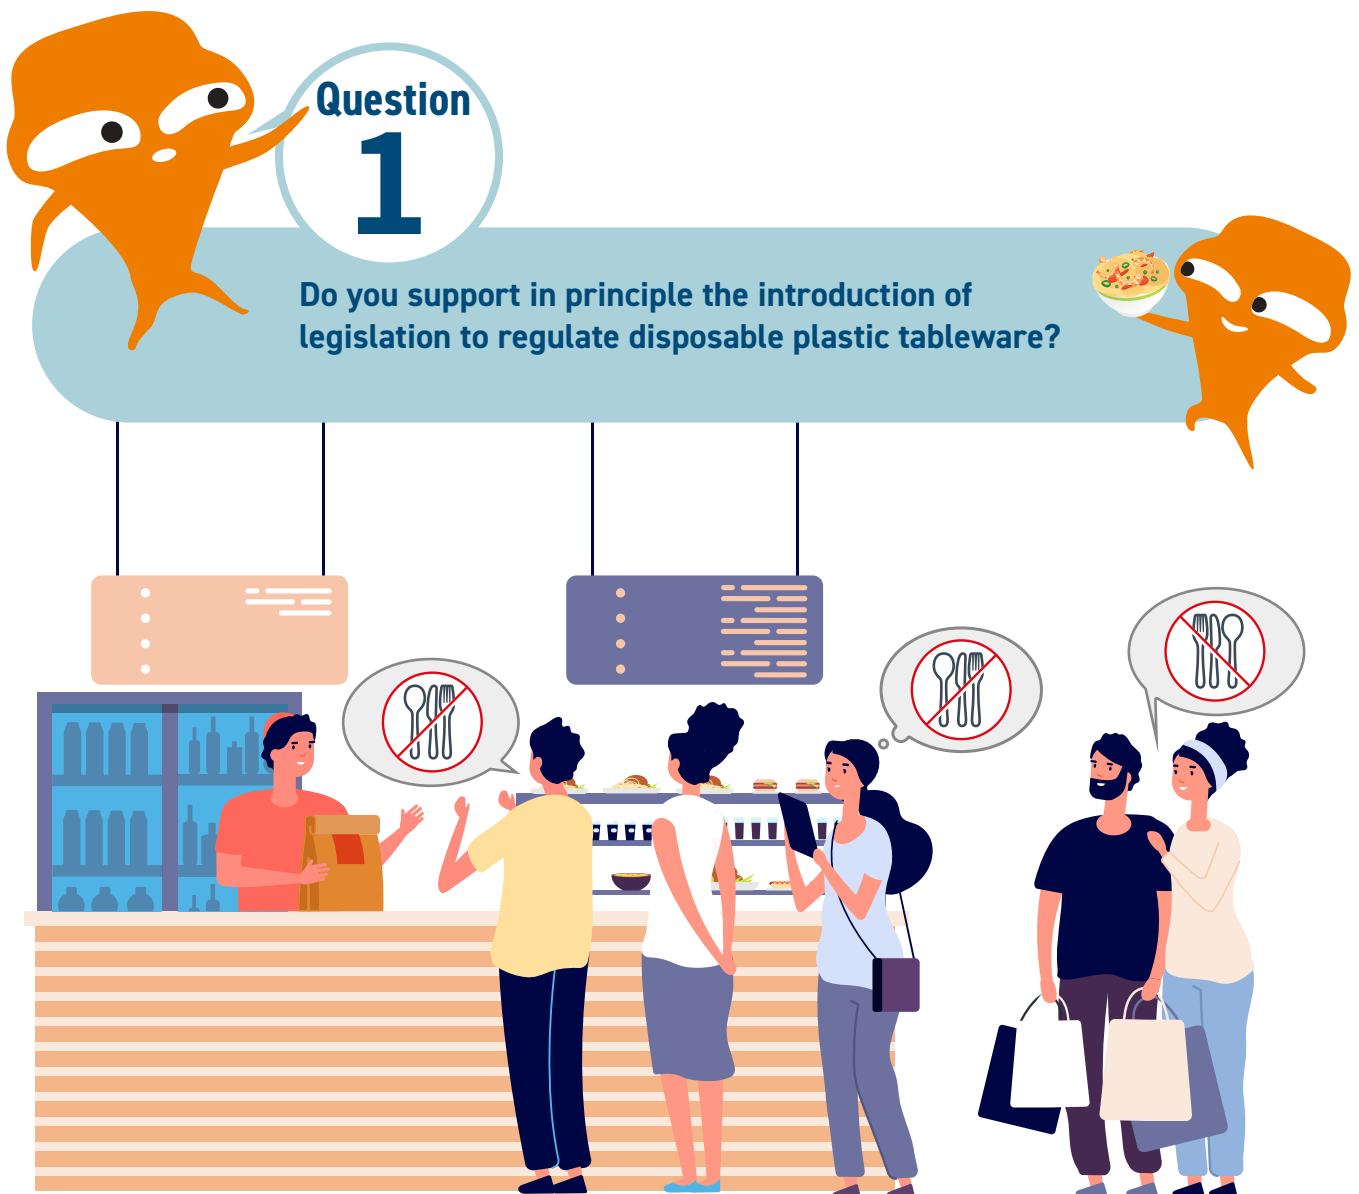 Question
1
Do you support in principle the introduction of
legislation to regulate disposable plastic tableware?